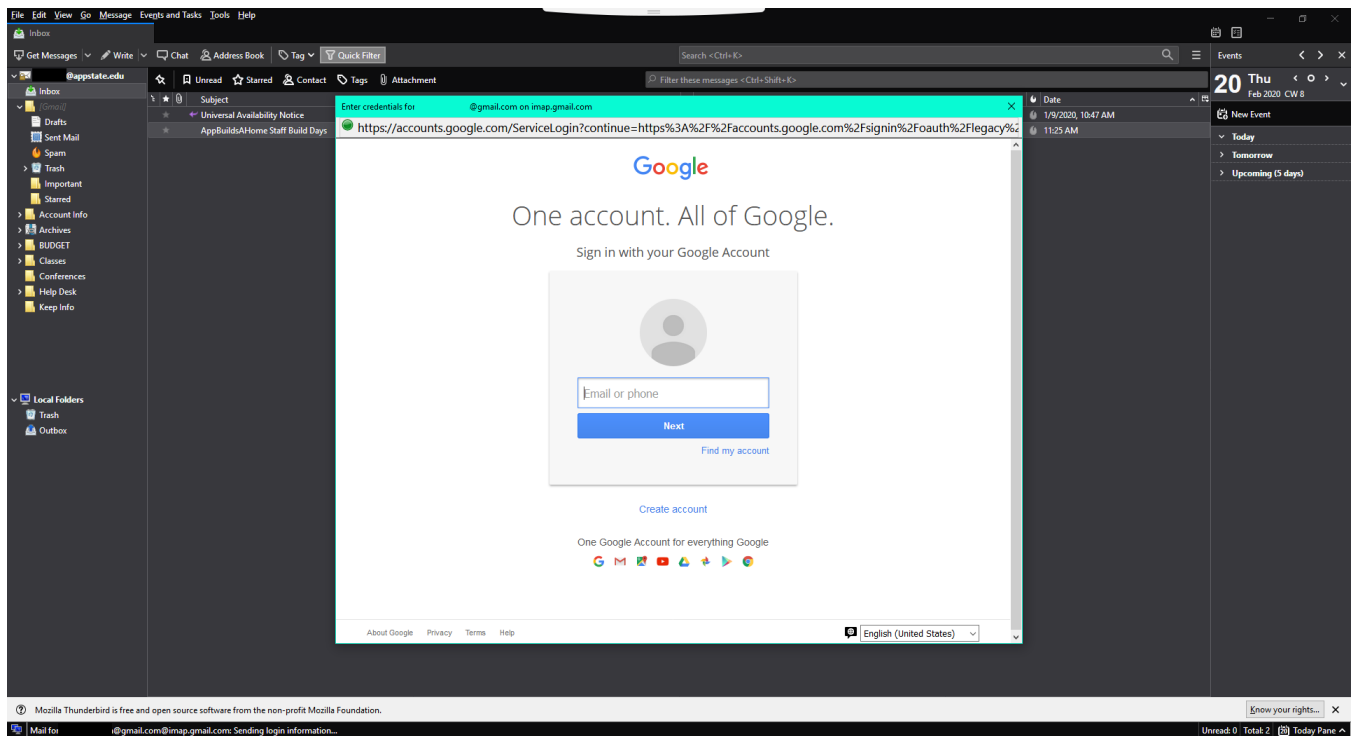 File Edit View Go Message Events and Tasks Tools Help
Inbox
Get Messages Write Chat Address Book Tag Quick Filter Search <Ctrl+K> Events
@appstate.edu Unread Starred Contact Tags Attachment Filter these messages <Ctrl+Shift+K> 20 Thu
Feb 2020 CW 8
Inbox
[Gmail]
Drafts
Sent Mail
Spam
Trash
Important
Starred
Account Info
Archives
BUDGET
Classes
Conferences
Help Desk
Keep Info
Local Folders
Trash
Outbox
Subject Date
Universal Availability Notice 1/9/2020, 10:47 AM
AppBuildsAHome Staff Build Days 11:25 AM
Enter credentials for @gmail.com on imap.gmail.com
https://accounts.google.com/ServiceLogin?continue=https%3A%2F%2Faccounts.google.com%2Fsignin%2Foauth%2Flegacy%2
Google
One account. All of Google.
Sign in with your Google Account
Email or phone
Next
Find my account
Create account
One Google Account for everything Google
About Google Privacy Terms Help English (United States)
New Event
Today
Tomorrow
Upcoming (5 days)
Mozilla Thunderbird is free and open source software from the non-profit Mozilla Foundation. Know your rights...
Mail for @gmail.com@imap.gmail.com: Sending login information... Unread: 0 Total: 2 20 Today Pane